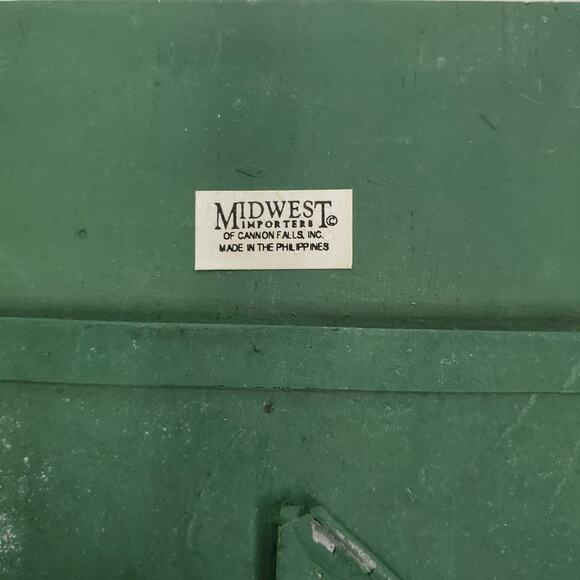 MIDWEST
IMPORTERS ©
OF CANNON FALLS, INC.
MADE IN THE PHILIPPINES